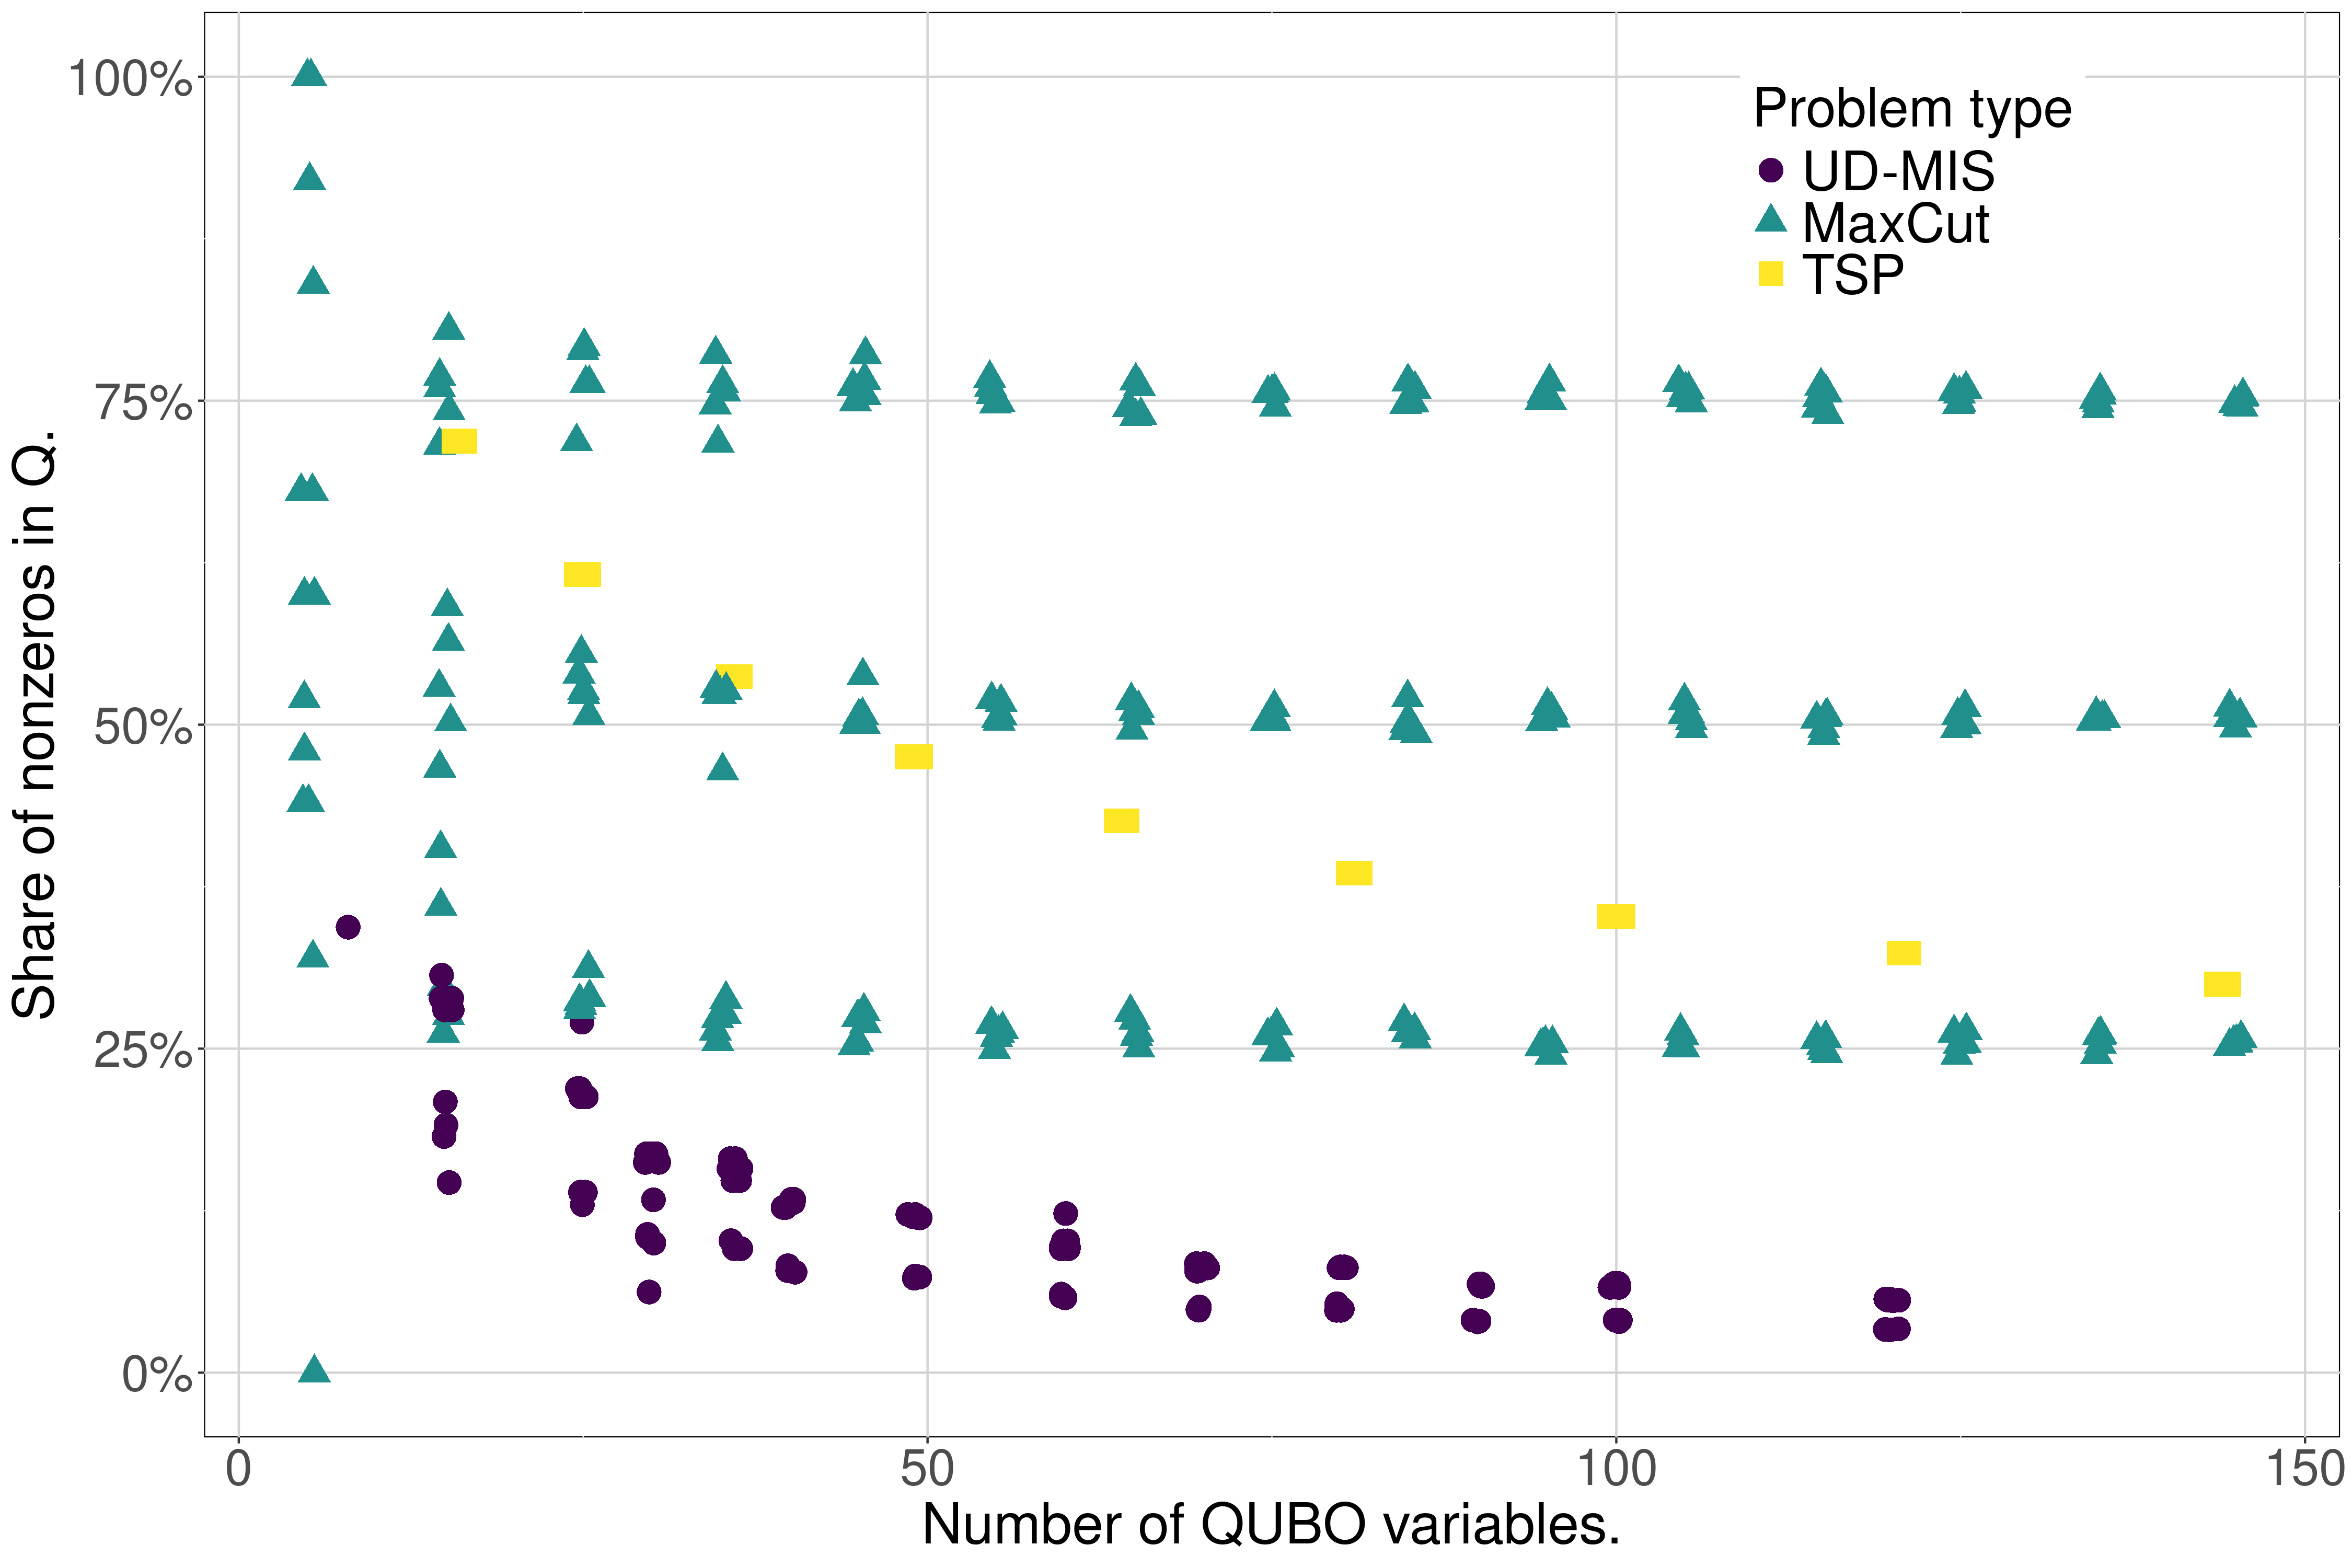 Share of nonzeros in Q.
100%
75%
50%
25%
0%
Problem type
UD-MIS
MaxCut
TSP
0
50
100
150
Number of QUBO variables.